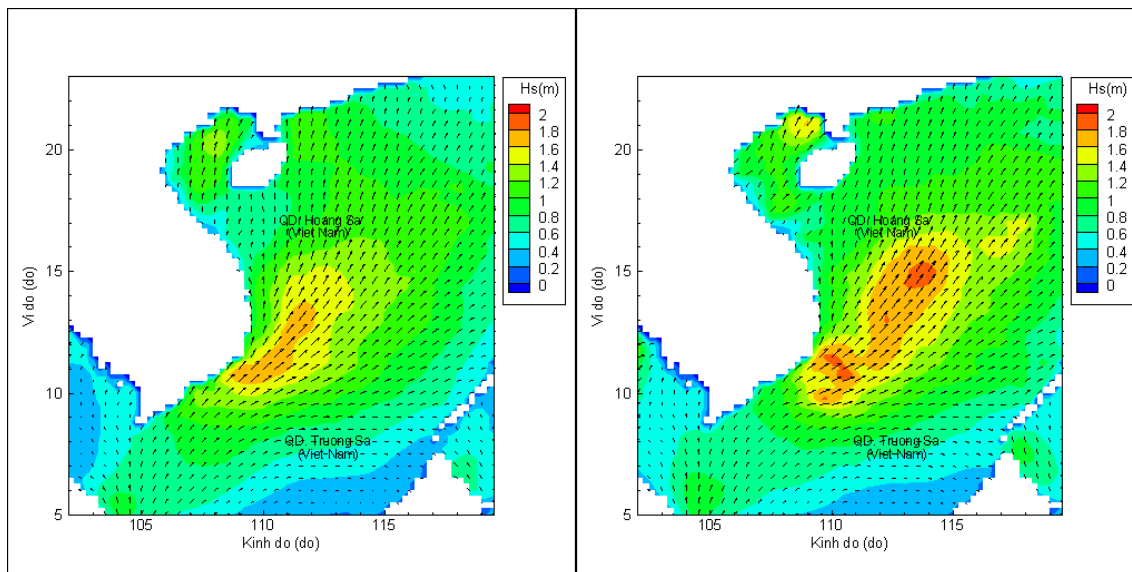 Hs(m)
2
1.8
1.6
1.4
1.2
1
0.8
0.6
0.4
0.2
0
20
15
10
5
Vi do (do)
105
110
115
Kinh do (do)
QD. Hoang Sa
(Viet Nam)
QD. Truong Sa
(Viet Nam)
Hs(m)
2
1.8
1.6
1.4
1.2
1
0.8
0.6
0.4
0.2
0
20
15
10
5
Vi do (do)
105
110
115
Kinh do (do)
QD. Hoang Sa
(Viet Nam)
QD. Truong Sa
(Viet Nam)